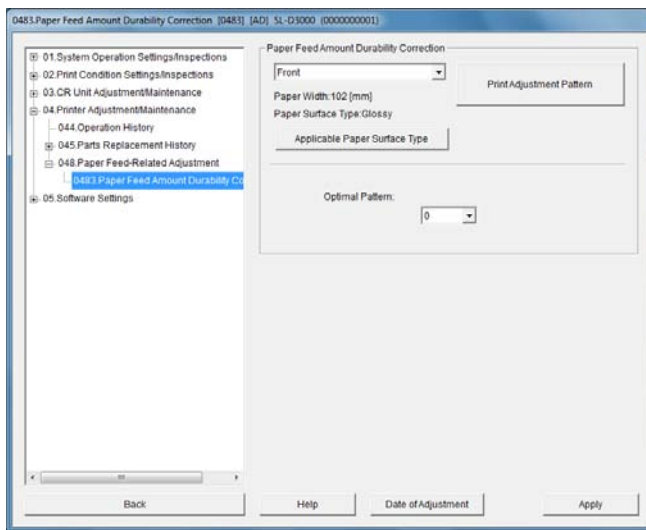 0483.Paper Feed Amount Durability Correction [0483] [AD] SL-D3000 (0000000001)
01.System Operation Settings/Inspections
02.Print Condition Settings/Inspections
03.CR Unit Adjustment/Maintenance
04.Printer Adjustment/Maintenance
044.Operation History
045.Parts Replacement History
048.Paper Feed-Related Adjustment
0483.Paper Feed Amount Durability Co
05.Software Settings
Paper Feed Amount Durability Correction
Front
Print Adjustment Pattern
Paper Width:102 [mm]
Paper Surface Type:Glossy
Applicable Paper Surface Type
Optimal Pattern:
0
Back
Help
Date of Adjustment
Apply